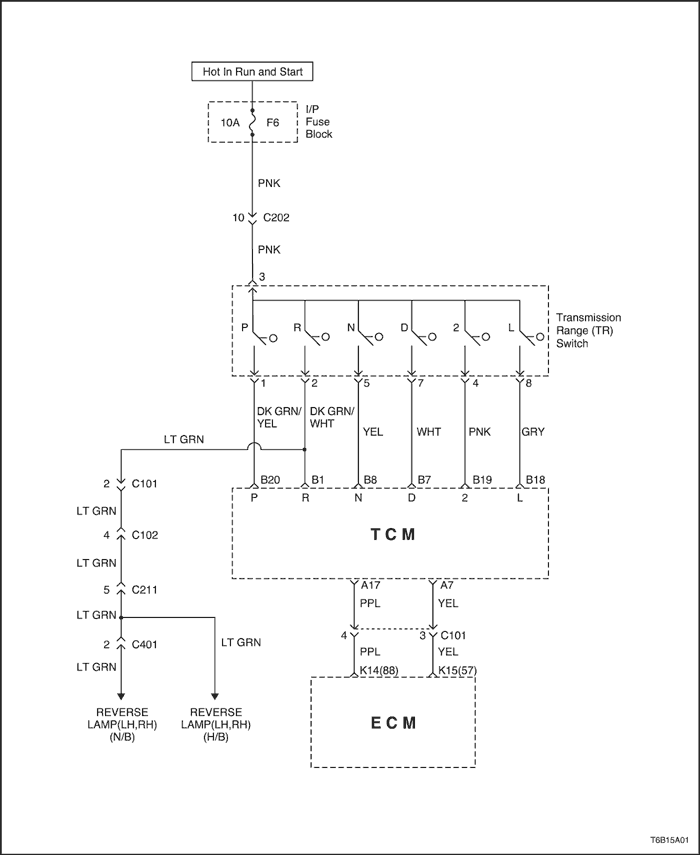 Hot In Run and Start
I/P
Fuse
Block
10A F6
PNK
10 C202
PNK
3
Transmission
Range (TR)
Switch
P R N D 2 L
1 2 5 7 4 8
DK GRN/
YEL
DK GRN/
WHT
YEL WHT PNK GRY
LT GRN
B20 B1 B8 B7 B19 B18
P R N D 2 L
2 C101
LT GRN
4 C102
TCM
LT GRN
5 C211
A17 A7
PPL YEL
LT GRN
4 3 C101
2 C401
LT GRN
PPL YEL
LT GRN
K14(88) K15(57)
REVERSE
LAMP(LH,RH)
(N/B)
REVERSE
LAMP(LH,RH)
(H/B)
ECM
T6B15A01